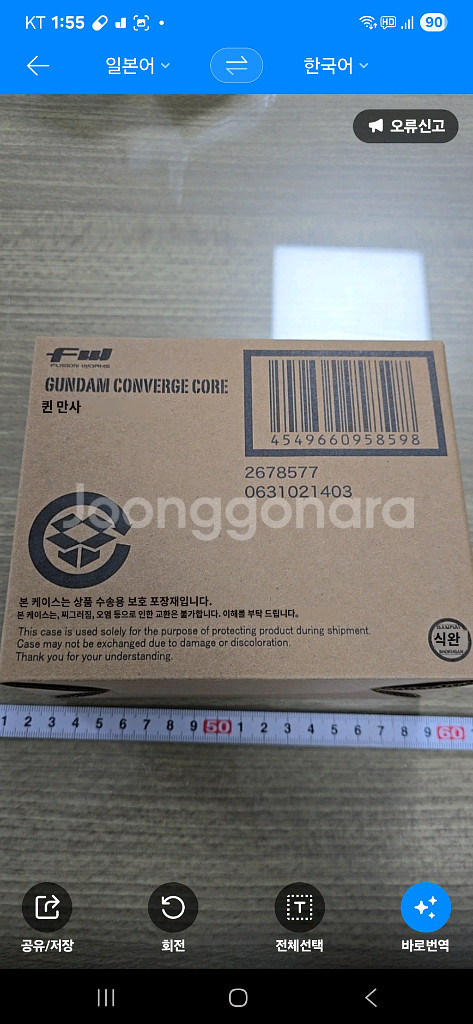 KT 1:55
HD
90
일본어
한국어
오류신고
FW
FUSION WORKS
GUNDAM CONVERGE CORE
퀸 만사
4549660958598
2678577
0631021403
Joonggonara
본 케이스는 상품 수송용 보호 포장재입니다.
본 케이스는, 찌그러짐, 오염 등으로 인한 교환은 불가합니다. 이해를 부탁 드립니다.
This case is used solely for the purpose of protecting product during shipment.
Case may not be exchanged due to damage or discoloration.
Thank you for your understanding.
식완
1 2 3 4 5 6 7 8 9 50 1 2 3 4 5 6 7 8 9 60
공유/저장
회전
T
전체선택
바로번역